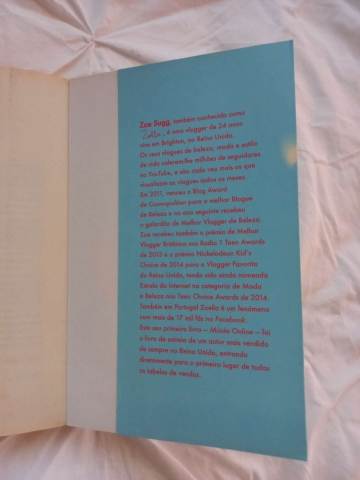 Zoe Sugg, também conhecida como
Zoella, é uma vlogger de 24 anos
vive em Brighton, no Reino Unido.
Os seus vlogues de beleza, moda e estilo
de vida valeram-lhe milhões de seguidores
no YouTube, e são cada vez mais os que
visualizam os vlogues todos os meses.
Em 2011, venceu o Blog Award
da Cosmopolitan para o melhor Blogue
de Beleza e no ano seguinte recebeu
o galardão de Melhor Vlogger de Beleza.
Zoe recebeu também o prémio de Melhor
Vlogger Britânica nos Radio 1 Teen Awards
de 2013 e o prémio Nickelodeon Kid's
Choice de 2014 para a Vlogger Favorita
do Reino Unido, tendo sido ainda nomeada
Estrela da Internet na categoria de Moda
e Beleza nos Teen Choice Awards de 2014.
Também em Portugal Zoella é um fenómeno
com mais de 17 mil fãs no Facebook.
Este seu primeiro livro – Miúda Online – foi
o livro de estreia de um autor mais vendido
de sempre no Reino Unido, entrando
diretamente para o primeiro lugar de todas
as tabelas de vendas.